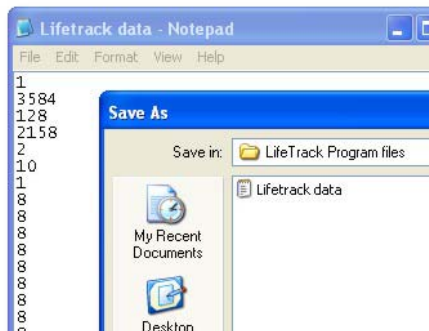 Lifetrack data - Notepad
File Edit Format View Help
1
3584
128
2158
2
10
1
8
8
8
8
8
8
8
8
Save As
Save in: LifeTrack Program files
Lifetrack data
My Recent
Documents
Desktop